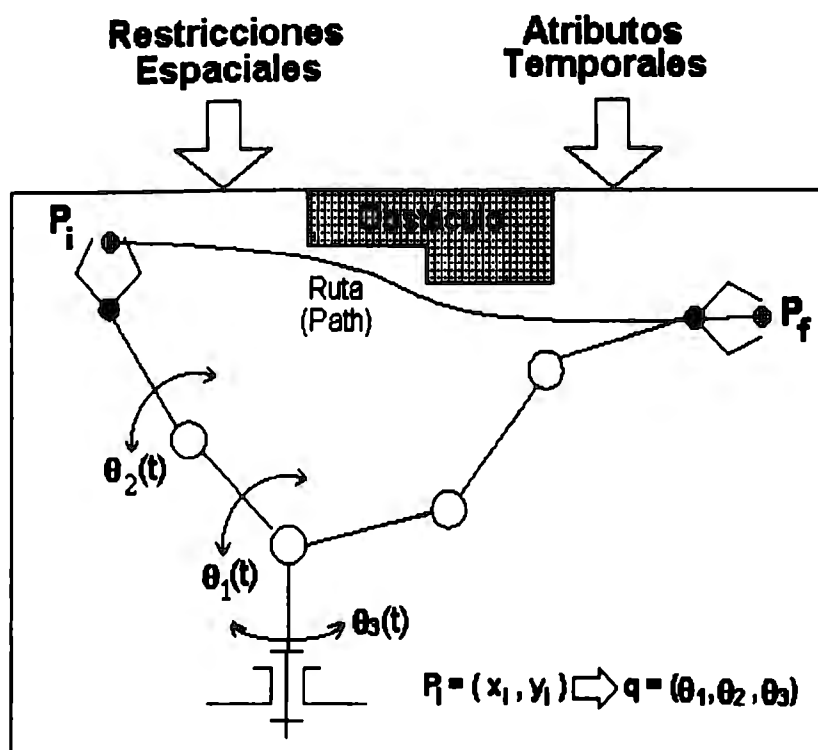 Restricciones
Espaciales
Atributos
Temporales
Pi
Obstáculo
Ruta
(Path)
Pf
θ2(t)
θ1(t)
θ3(t)
Pi = ( xi , yi ) ⇨ q = (θ1, θ2, θ3)